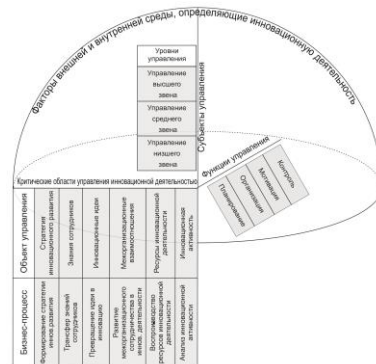 Факторы внешней и внутренней среды, определяющие инновационную деятельность
Уровни
управления
Управление
высшего
звена
Управление
среднего
звена
Управление
низшего
звена
Субъекты управления
Функции управления
Планирование
Организация
Мотивация
Контроль
Критические области управления инновационной деятельностью
Объект управления
Стратегия
инновационного развития
Знания сотрудников
Инновационные идеи
Межорганизационные
взаимоотношения
Ресурсы инновационной
деятельности
Инновационная
активность
Бизнес-процесс
Формирование стратегии
иннов.развития
Трансфер знаний
сотрудников
Превращение идеи в
инновацию
Развитие
межорганизационного
сотрудничества в
иннов. деятельности
Воспроизводство
ресурсов инновационной
деятельности
Анализ инновационной
активности